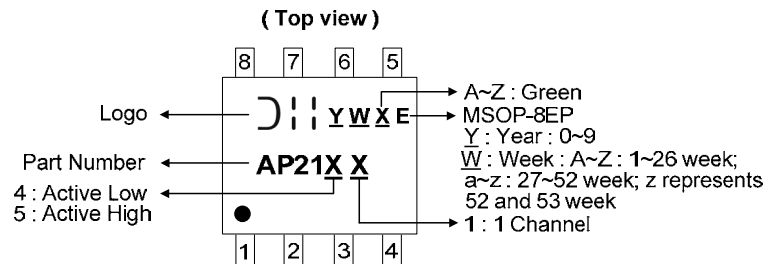 ( Top view )
8 7 6 5
Logo
Y W X E
A~Z : Green
MSOP-8EP
Y : Year : 0~9
W : Week : A~Z : 1~26 week;
a~z : 27~52 week; z represents
52 and 53 week
Part Number
AP21X X
4 : Active Low
5 : Active High
1 : 1 Channel
1 2 3 4